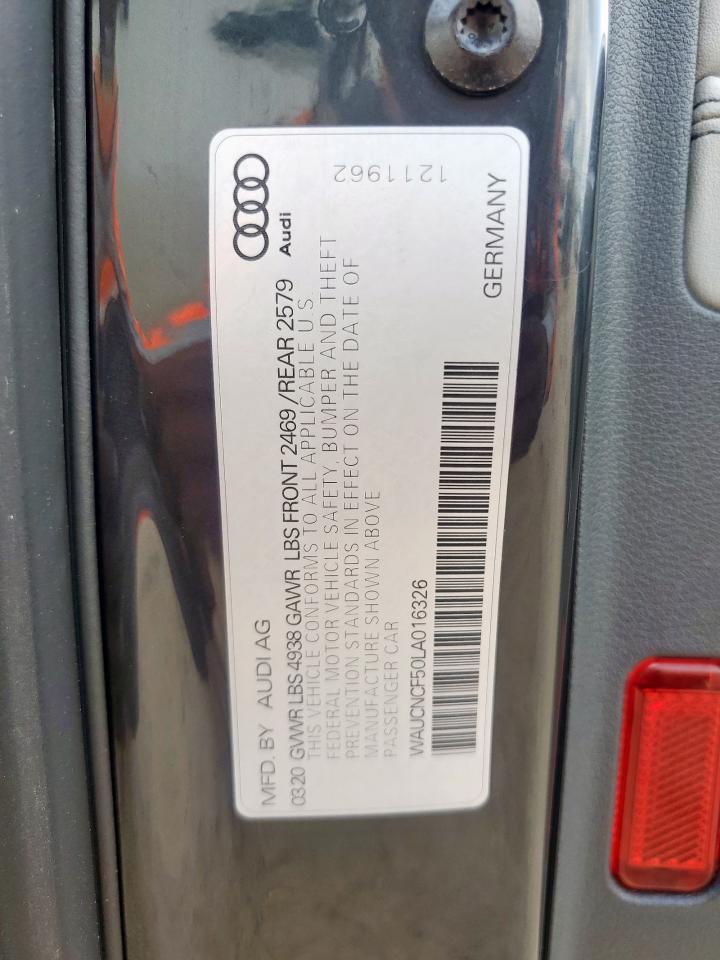 MFD. BY AUDI AG
Audi
0320 GVWR LBS 4938 GAWR LBS FRONT 2469 /REAR 2579
THIS VEHICLE CONFORMS TO ALL APPLICABLE U.S.
FEDERAL MOTOR VEHICLE SAFETY, BUMPER AND THEFT
PREVENTION STANDARDS IN EFFECT ON THE DATE OF
MANUFACTURE SHOWN ABOVE
PASSENGER CAR
WAUCNCF50LA016326
GERMANY
1211962